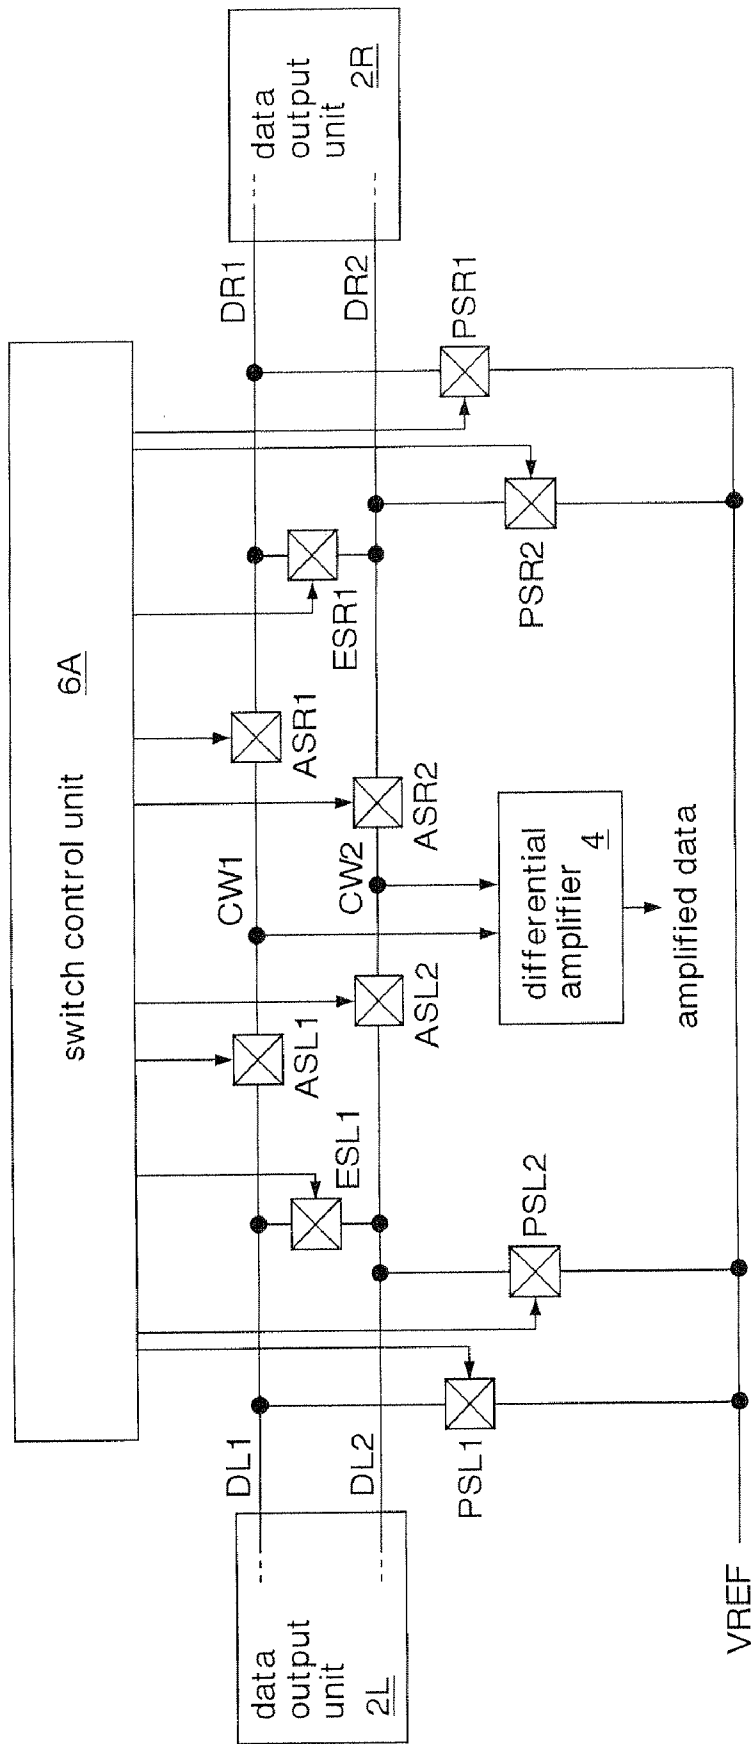 switch control unit 6A
data
output
unit
2L
data
output
unit
2R
DL1
DL2
DR1
DR2
CW1
CW2
ASL1
ASL2
ASR1
ASR2
ESL1
ESR1
PSL1
PSL2
PSR2
PSR1
differential
amplifier 4
amplified data
VREF